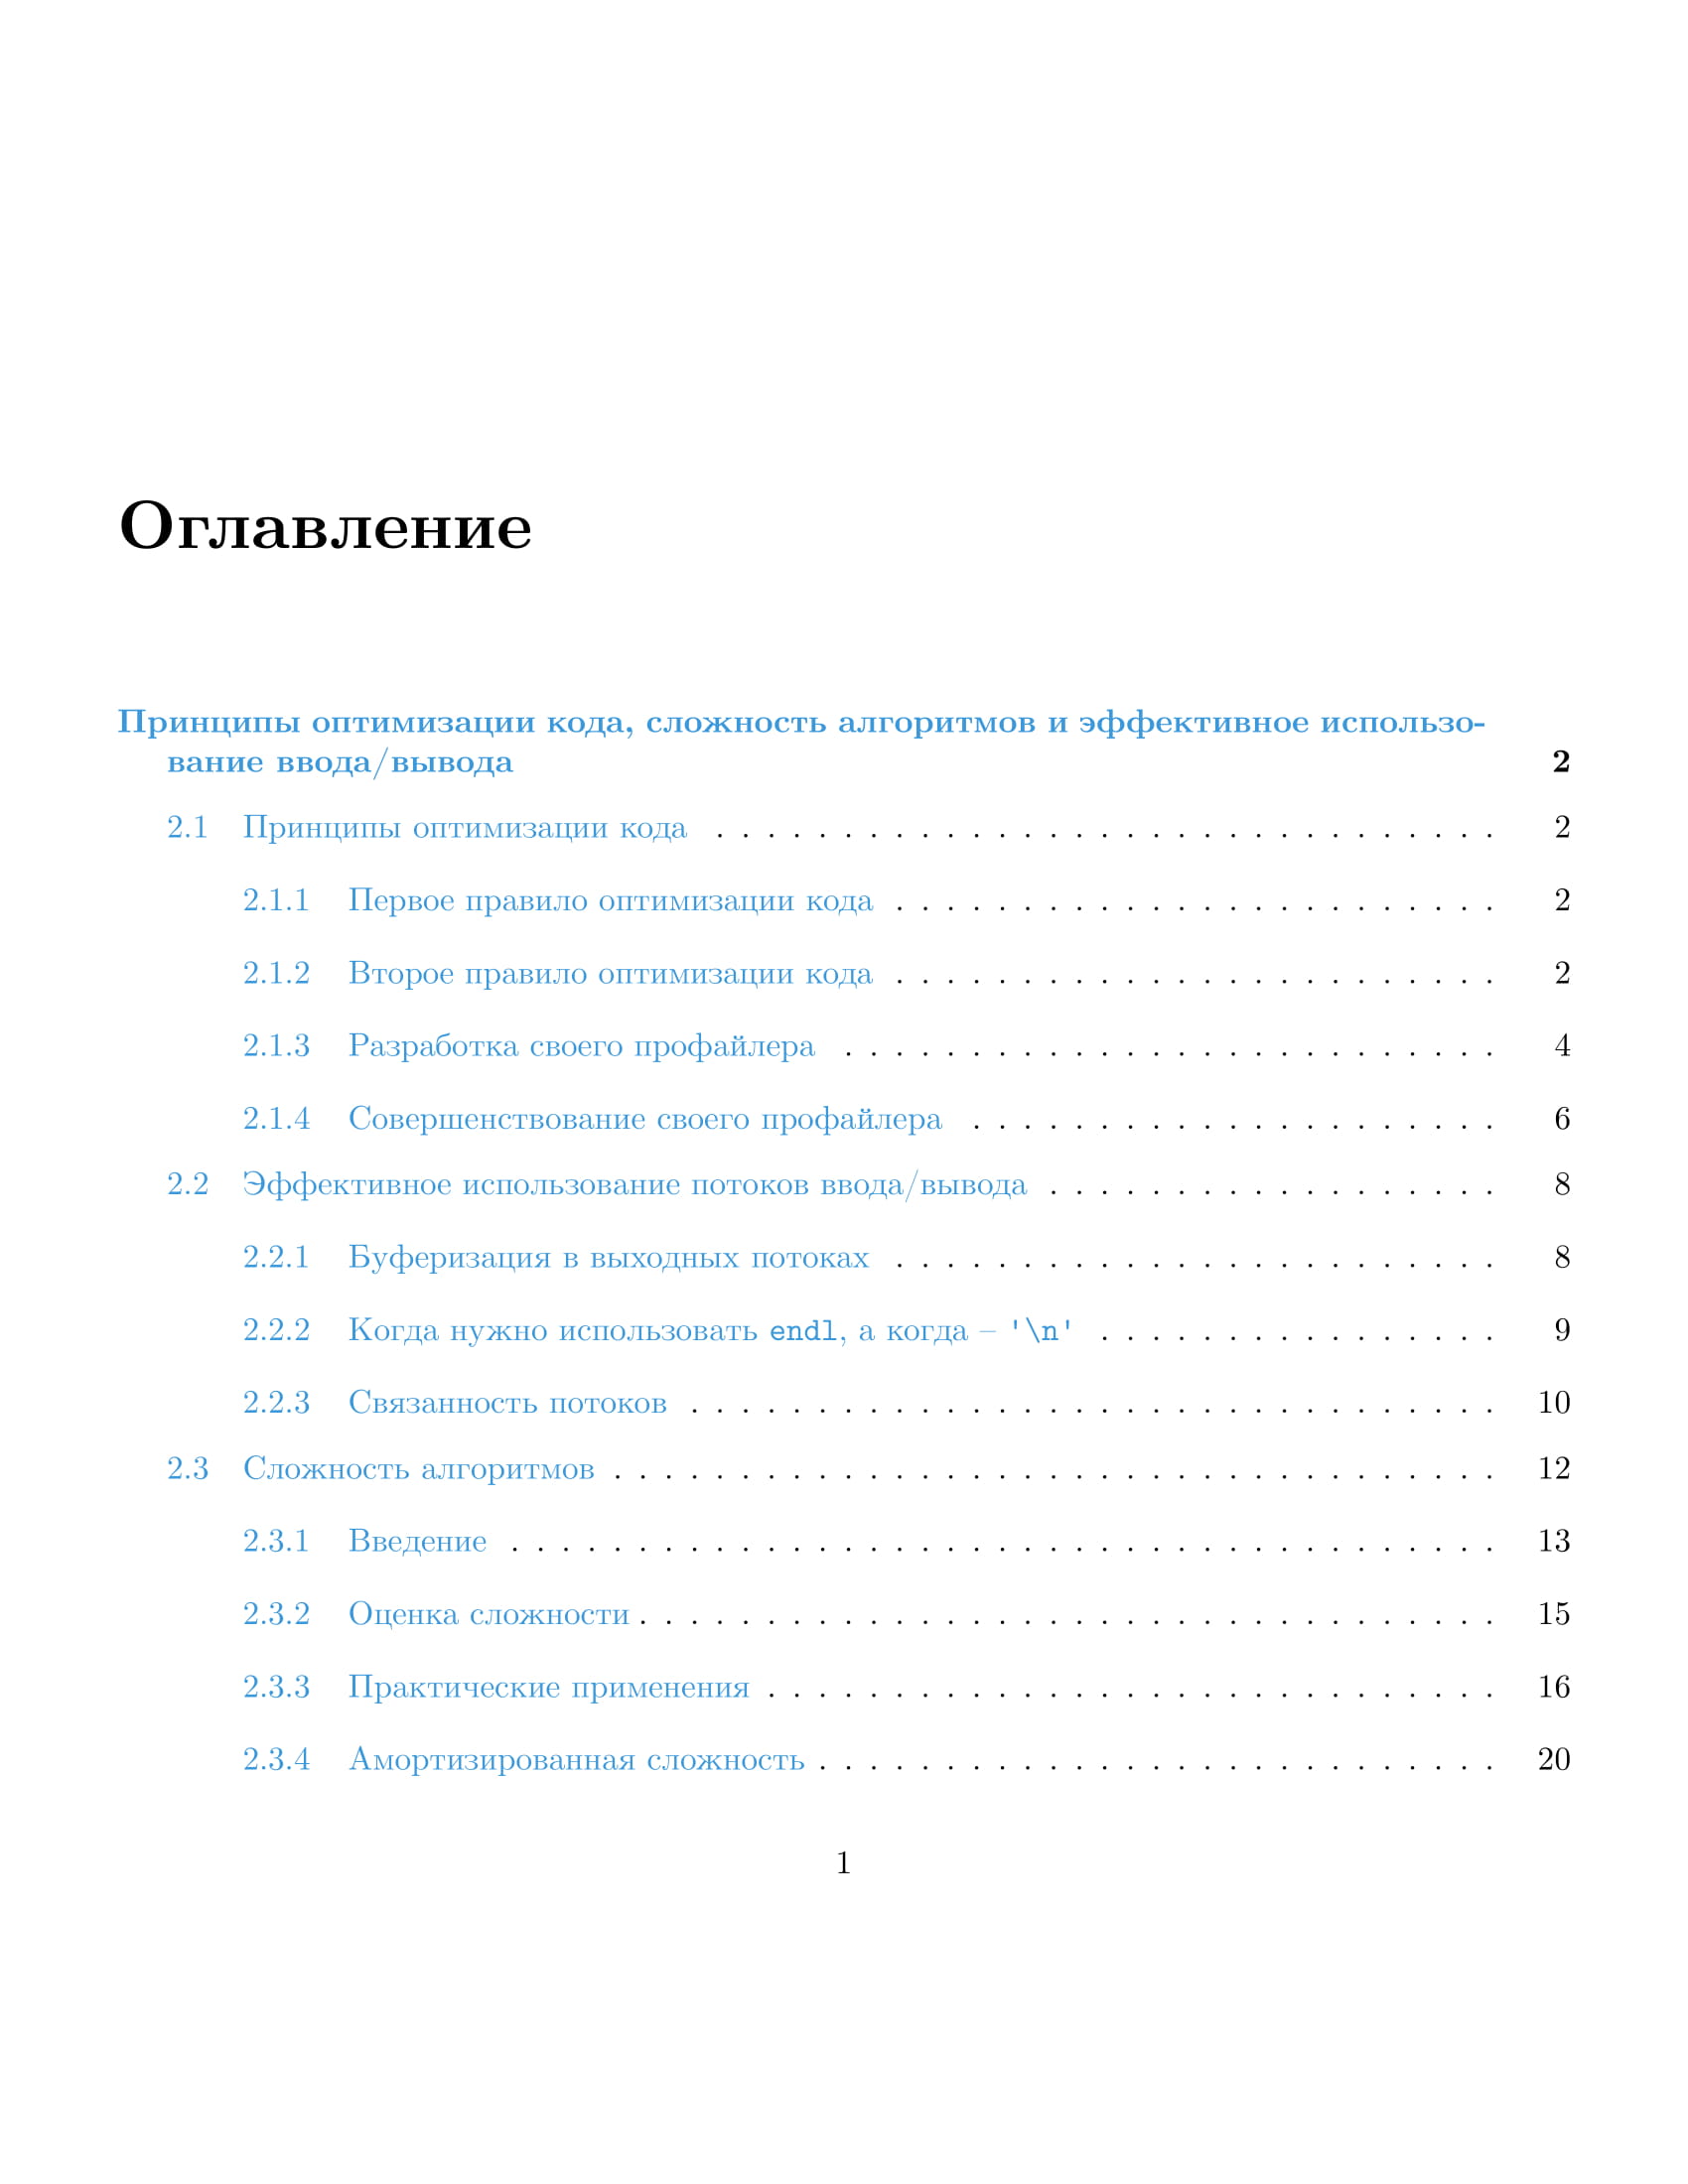 Оглавление
Принципы оптимизации кода, сложность алгоритмов и эффективное использо-
вание ввода/вывода 2
2.1 Принципы оптимизации кода . . . . . . . . . . . . . . . . . . . . . . . . . . . . . . . 2
2.1.1 Первое правило оптимизации кода . . . . . . . . . . . . . . . . . . . . . . . . 2
2.1.2 Второе правило оптимизации кода . . . . . . . . . . . . . . . . . . . . . . . . 2
2.1.3 Разработка своего профайлера . . . . . . . . . . . . . . . . . . . . . . . . . . 4
2.1.4 Совершенствование своего профайлера . . . . . . . . . . . . . . . . . . . . . 6
2.2 Эффективное использование потоков ввода/вывода . . . . . . . . . . . . . . . . . . 8
2.2.1 Буферизация в выходных потоках . . . . . . . . . . . . . . . . . . . . . . . . 8
2.2.2 Когда нужно использовать endl, а когда – '\n' . . . . . . . . . . . . . . . . 9
2.2.3 Связанность потоков . . . . . . . . . . . . . . . . . . . . . . . . . . . . . . . . 10
2.3 Сложность алгоритмов . . . . . . . . . . . . . . . . . . . . . . . . . . . . . . . . . . . 12
2.3.1 Введение . . . . . . . . . . . . . . . . . . . . . . . . . . . . . . . . . . . . . . . 13
2.3.2 Оценка сложности . . . . . . . . . . . . . . . . . . . . . . . . . . . . . . . . . . 15
2.3.3 Практические применения . . . . . . . . . . . . . . . . . . . . . . . . . . . . . 16
2.3.4 Амортизированная сложность . . . . . . . . . . . . . . . . . . . . . . . . . . . 20
1